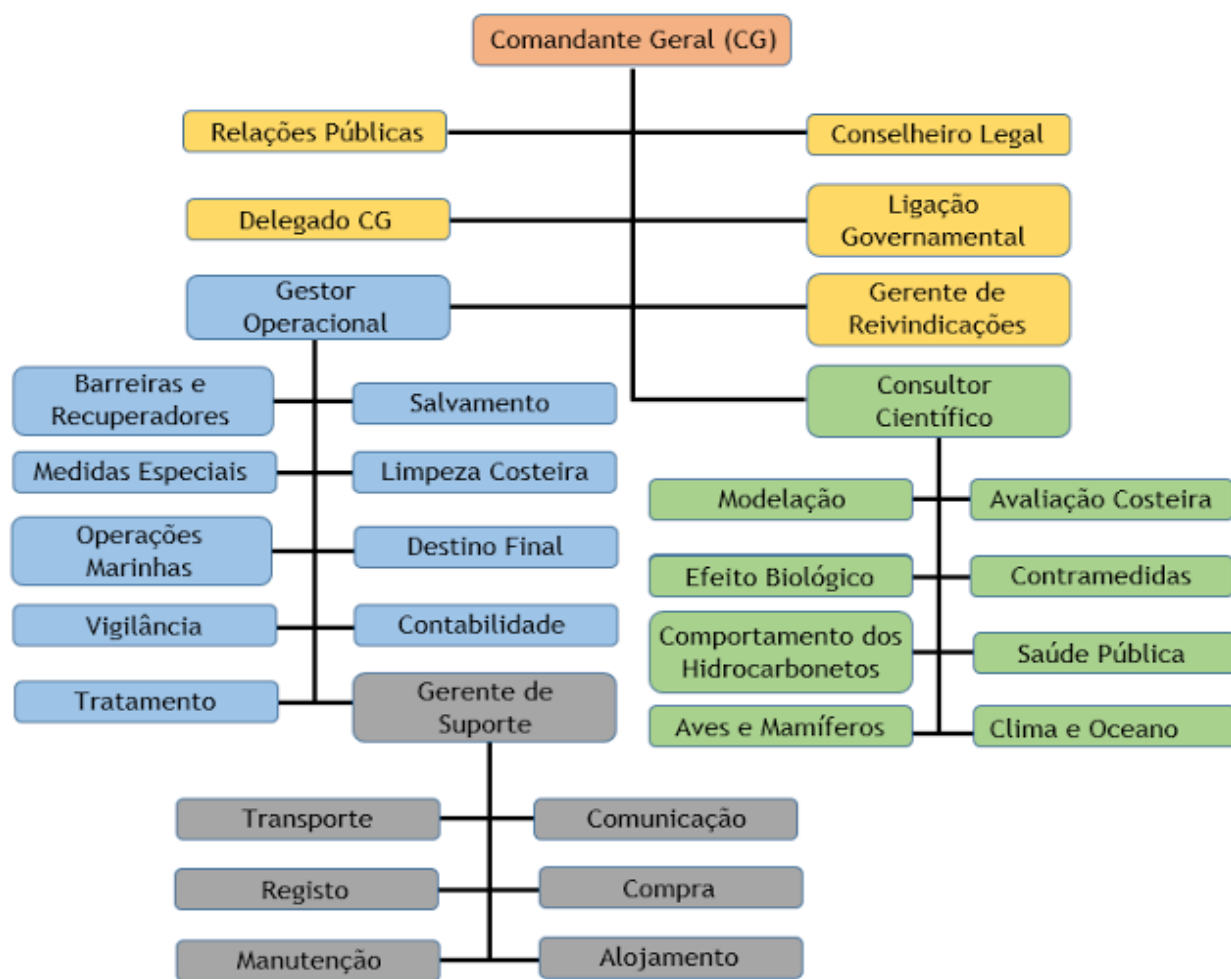 Comandante Geral (CG)
Relações Públicas
Conselheiro Legal
Delegado CG
Ligação
Governamental
Gestor
Operacional
Gerente de
Reivindicações
Barreiras e
Recuperadores
Salvamento
Consultor
Científico
Medidas Especiais
Limpeza Costeira
Modelação
Avaliação Costeira
Operações
Marinhas
Destino Final
Efeito Biológico
Contramedidas
Vigilância
Contabilidade
Comportamento dos
Hidrocarbonetos
Saúde Pública
Tratamento
Gerente de
Suporte
Aves e Mamíferos
Clima e Oceano
Transporte
Comunicação
Registo
Compra
Manutenção
Alojamento